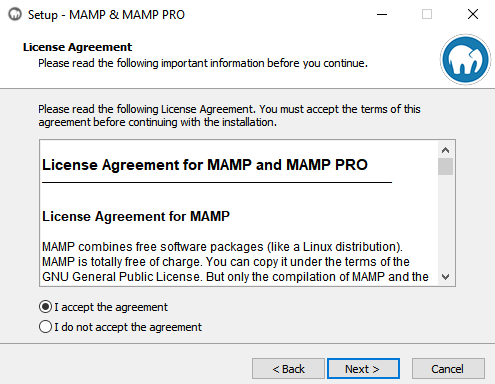 Setup - MAMP & MAMP PRO
License Agreement
Please read the following important information before you continue.
Please read the following License Agreement. You must accept the terms of this
agreement before continuing with the installation.
License Agreement for MAMP and MAMP PRO
License Agreement for MAMP
MAMP combines free software packages (like a Linux distribution).
MAMP is totally free of charge. You can copy it under the terms of the
GNU General Public License. But only the compilation of MAMP and the
I accept the agreement
I do not accept the agreement
< Back
Next >
Cancel